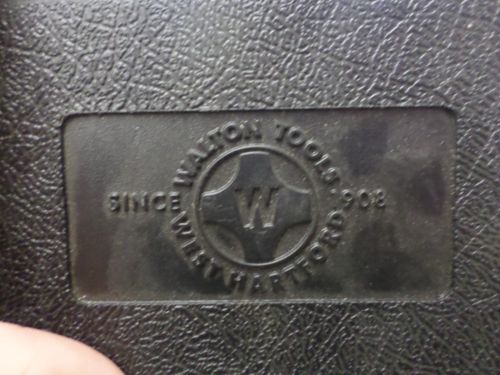 WALTON TOOLS
SINCE 1908
W
WEST HARTFORD